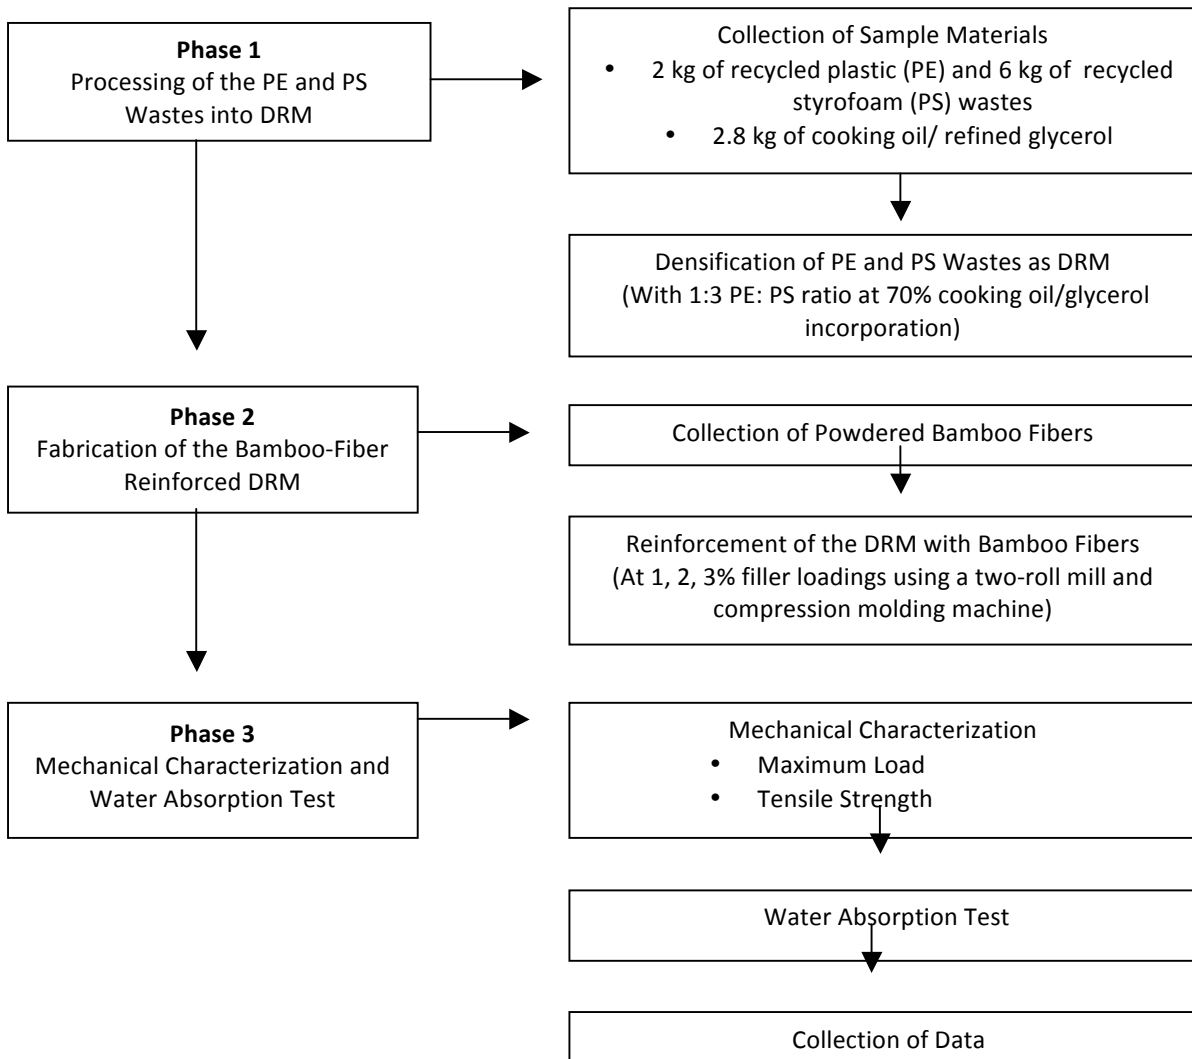 Phase 1
Processing of the PE and PS
Wastes into DRM
Collection of Sample Materials
• 2 kg of recycled plastic (PE) and 6 kg of recycled
styrofoam (PS) wastes
• 2.8 kg of cooking oil/ refined glycerol
Densification of PE and PS Wastes as DRM
(With 1:3 PE: PS ratio at 70% cooking oil/glycerol
incorporation)
Phase 2
Fabrication of the Bamboo-Fiber
Reinforced DRM
Collection of Powdered Bamboo Fibers
Reinforcement of the DRM with Bamboo Fibers
(At 1, 2, 3% filler loadings using a two-roll mill and
compression molding machine)
Phase 3
Mechanical Characterization and
Water Absorption Test
Mechanical Characterization
• Maximum Load
• Tensile Strength
Water Absorption Test
Collection of Data